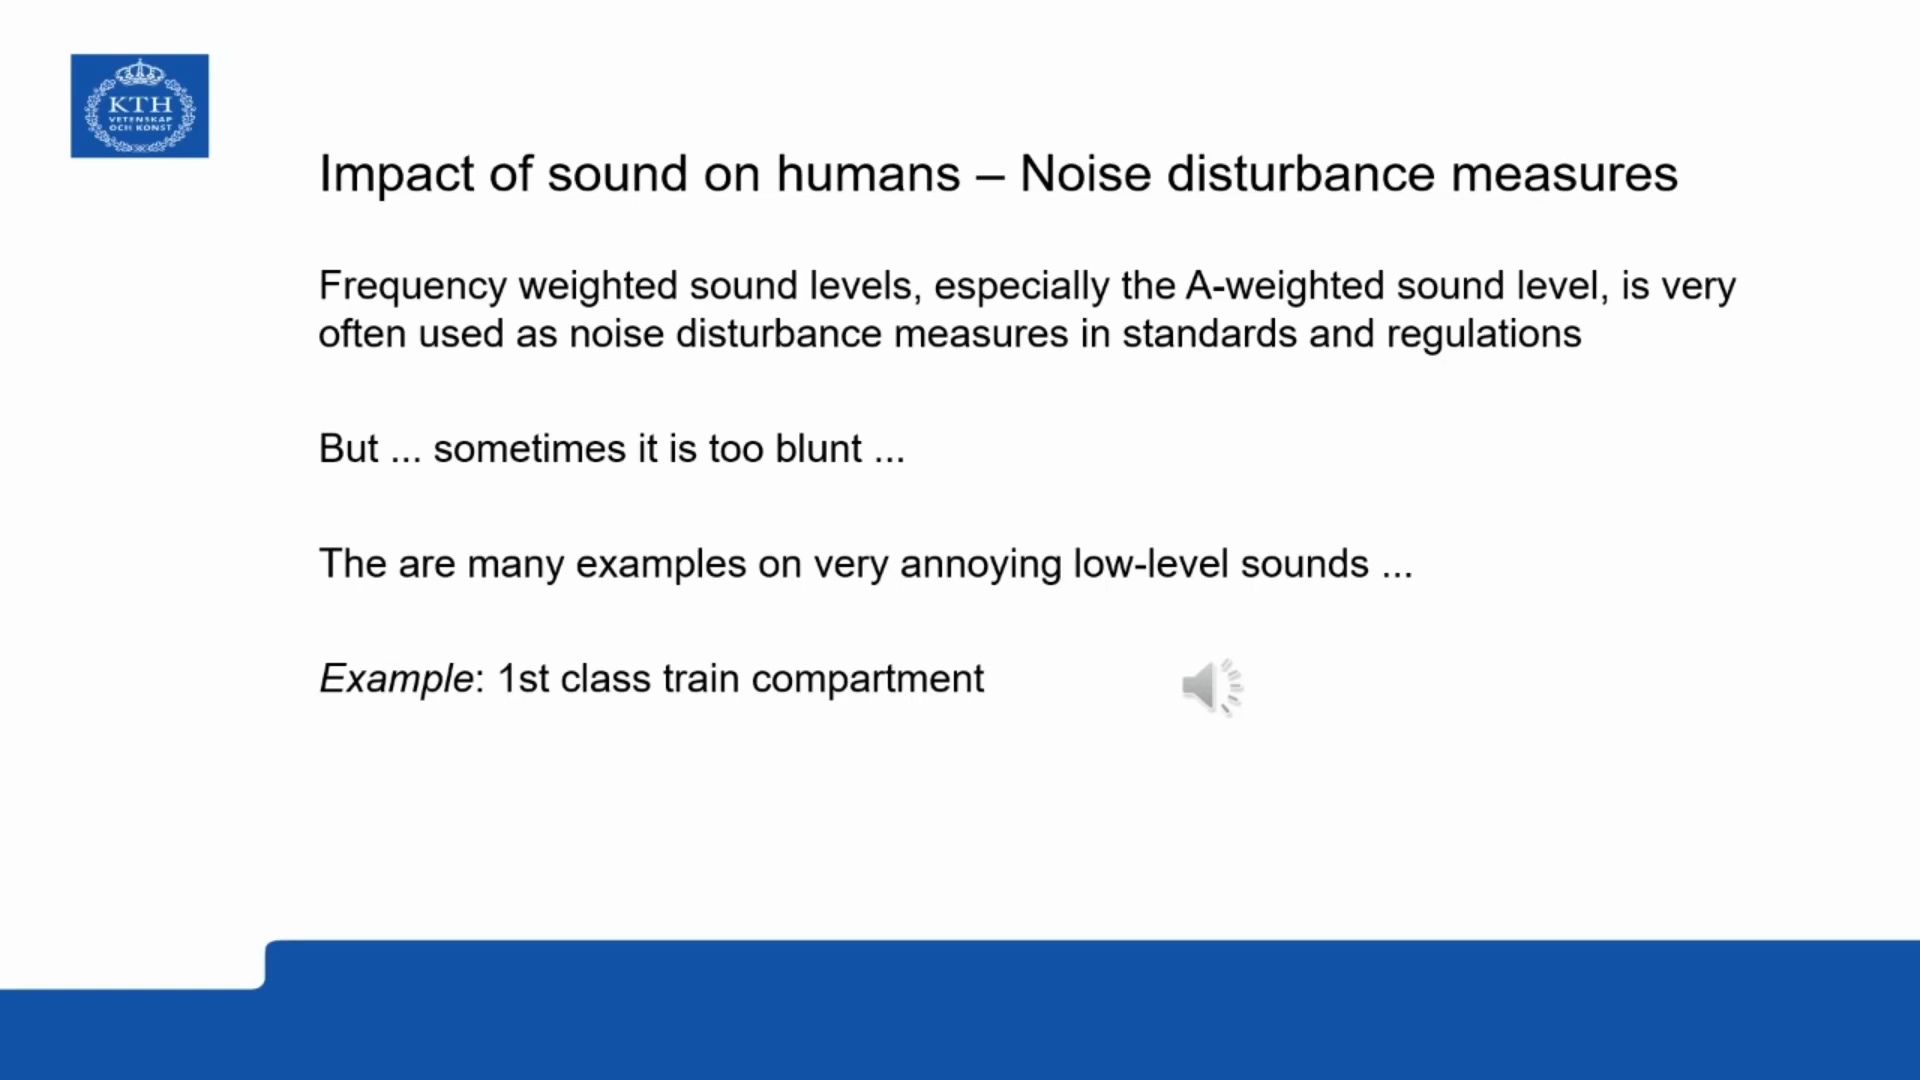 KTH
VETENSKAP
OCH KONST
Impact of sound on humans – Noise disturbance measures
Frequency weighted sound levels, especially the A-weighted sound level, is very
often used as noise disturbance measures in standards and regulations
But ... sometimes it is too blunt ...
The are many examples on very annoying low-level sounds ...
Example: 1st class train compartment